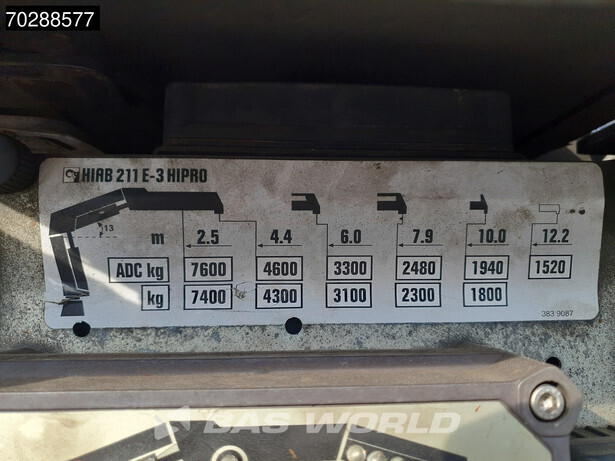 70288577
HIAB 211 E-3 HIPRO
13
m 2.5 4.4 6.0 7.9 10.0 12.2
ADC kg 7600 4600 3300 2480 1940 1520
kg 7400 4300 3100 2300 1800
383 9087
BAS WORLD